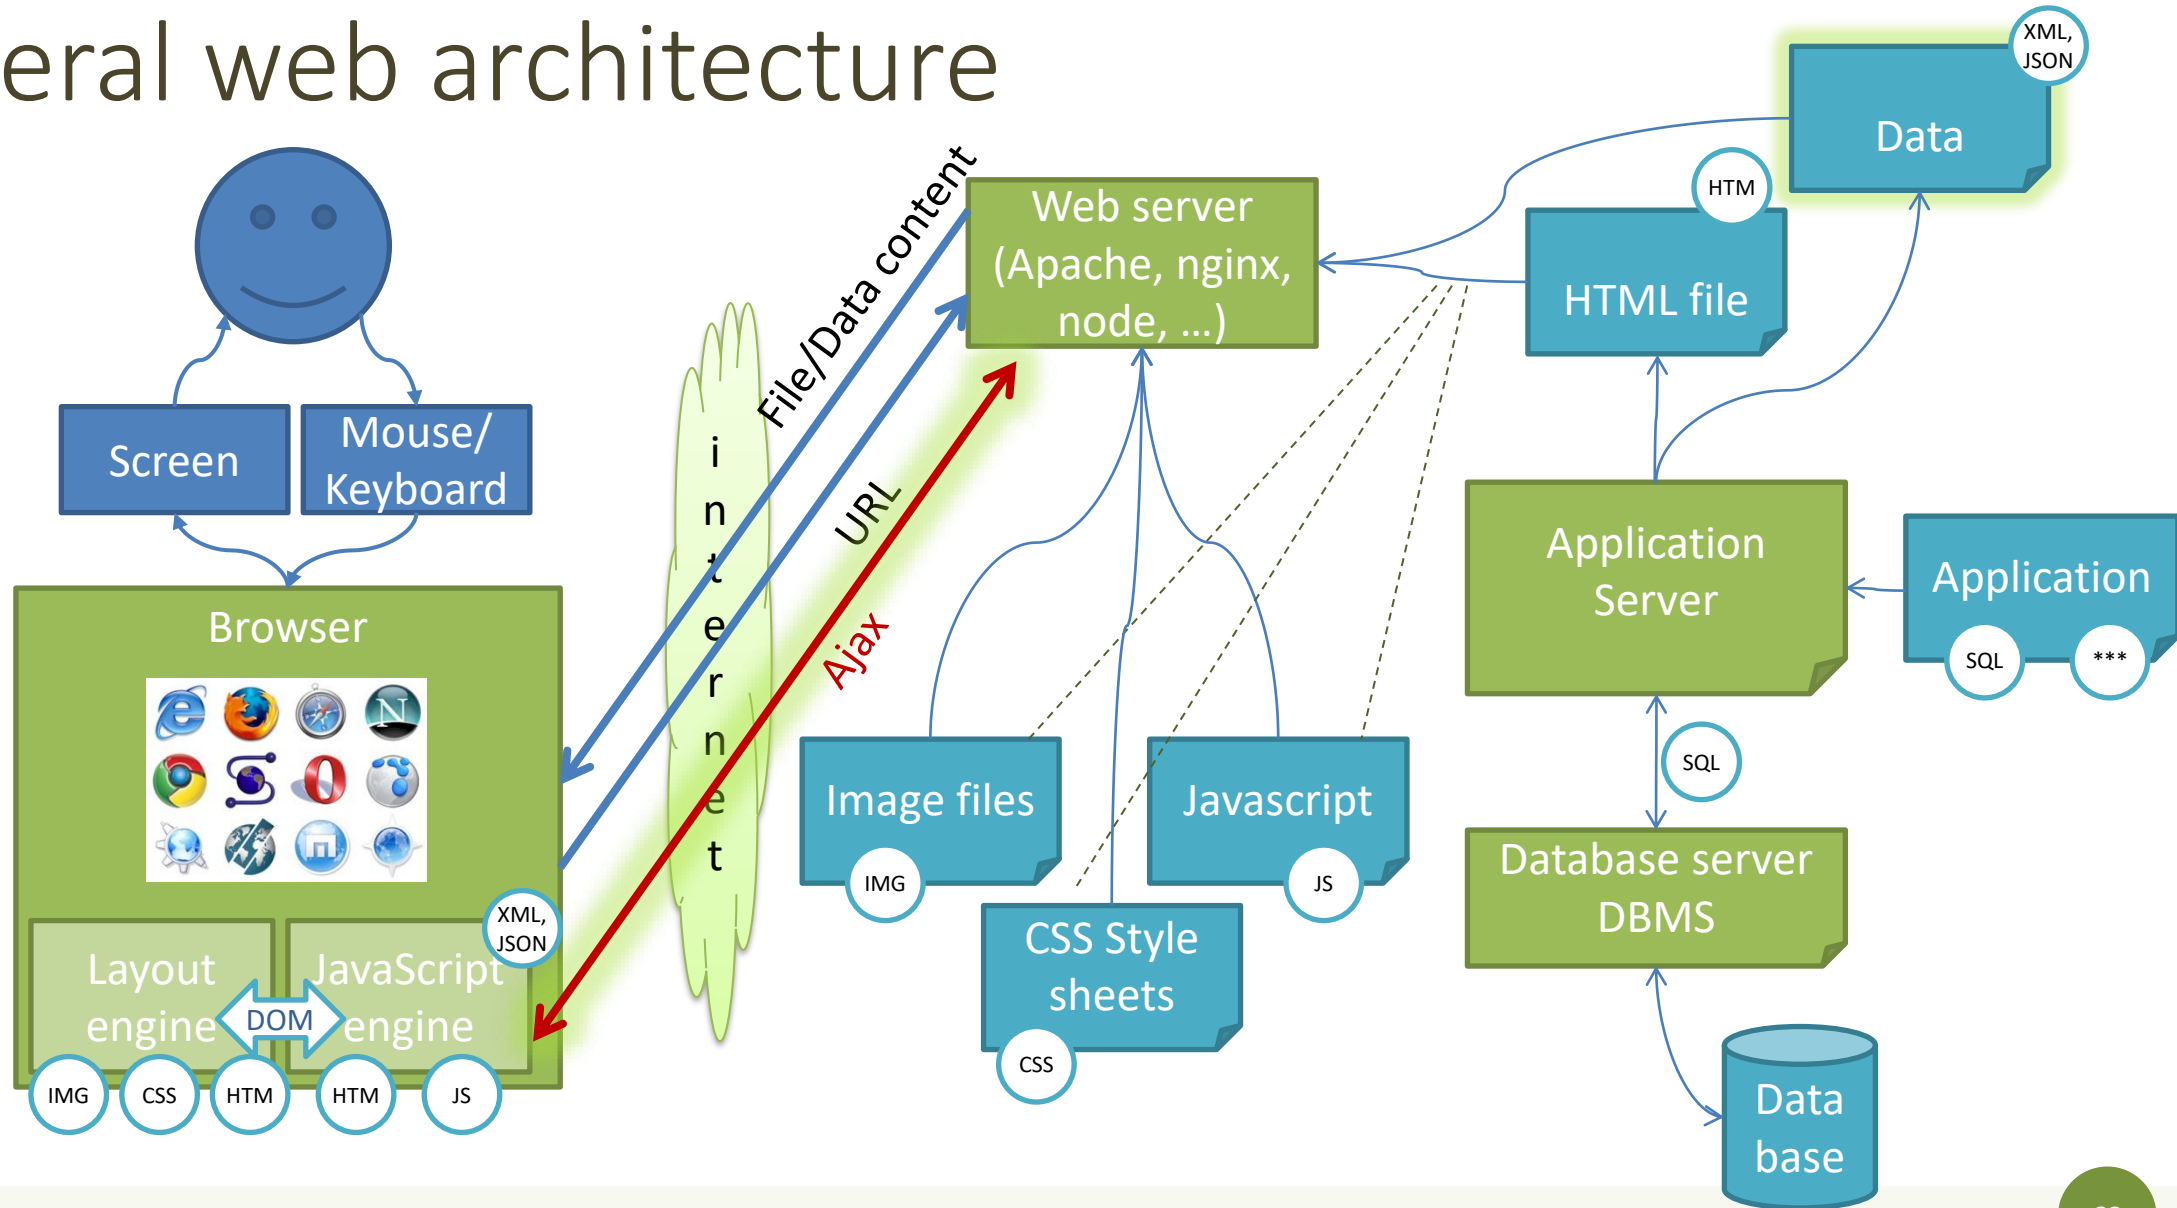 eral web architecture
XML,
JSON
Data
HTM
HTML file
Web server
(Apache, nginx,
node, ...)
File/Data content
URL
Ajax
internet
Screen
Mouse/
Keyboard
Browser
N
XML,
JSON
Layout
engine
DOM
JavaScript
engine
IMG
CSS
HTM
HTM
JS
Image files
IMG
Javascript
JS
CSS Style
sheets
CSS
Application
Server
Application
SQL
***
SQL
Database server
DBMS
Data
base